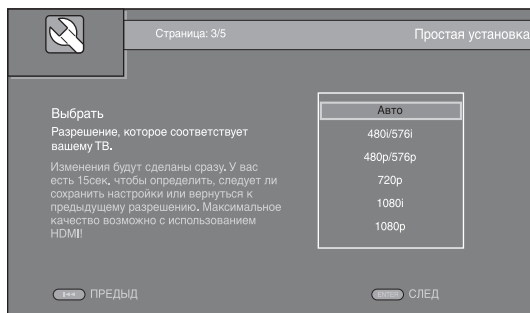 Страница: 3/5
Простая установка
Выбрать
Разрешение, которое соответствует
вашему ТВ.
Изменения будут сделаны сразу. У вас
есть 15сек, чтобы определить, следует ли
сохранить настройки или вернуться к
предыдущему разрешению. Максимальное
качество возможно с использованием
HDMI!
Авто
480i/576i
480p/576p
720p
1080i
1080p
ПРЕДЫД
ENTER СЛЕД